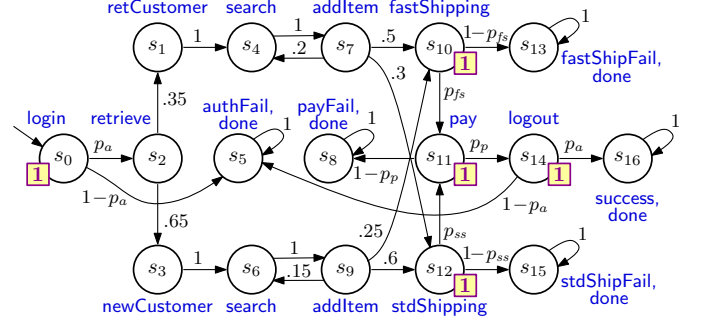 retCustomer search addItem fastShipping
s1 1 s4 1 .2 s7 .5 s10 1-pfs s13 1
1
fastShipFail,
done
.35 .3 pfs
login retrieve authFail,
done payFail,
done pay logout
s0 pa s2 s5 1 s8 1 1-pp s11 pp s14 pa s16 1
1 1 1
1-pa 1-pa
success,
done
.65 .25 pss
s3 1 s6 1 .15 s9 .6 s12 1-pss s15 1
1
newCustomer search addItem stdShipping
stdShipFail,
done